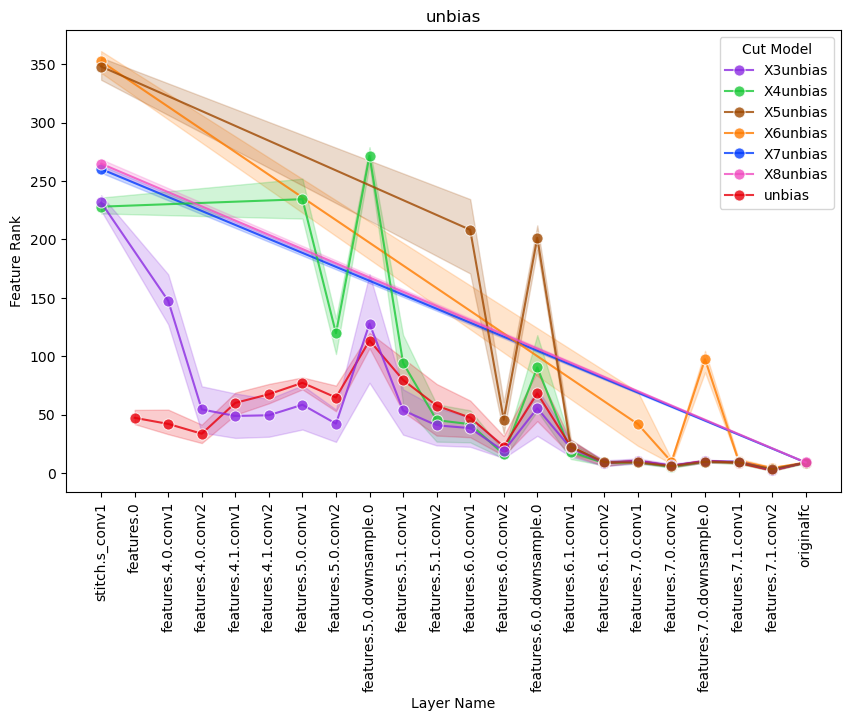 unbias
Cut Model
X3unbias
X4unbias
X5unbias
X6unbias
X7unbias
X8unbias
unbias
Feature Rank
350
300
250
200
150
100
50
0
stitch.s_conv1
features.0
features.4.0.conv1
features.4.0.conv2
features.4.1.conv1
features.4.1.conv2
features.5.0.conv1
features.5.0.conv2
features.5.0.downsample.0
features.5.1.conv1
features.5.1.conv2
features.6.0.conv1
features.6.0.conv2
features.6.0.downsample.0
features.6.1.conv1
features.6.1.conv2
features.7.0.conv1
features.7.0.conv2
features.7.0.downsample.0
features.7.1.conv1
features.7.1.conv2
originalfc
Layer Name